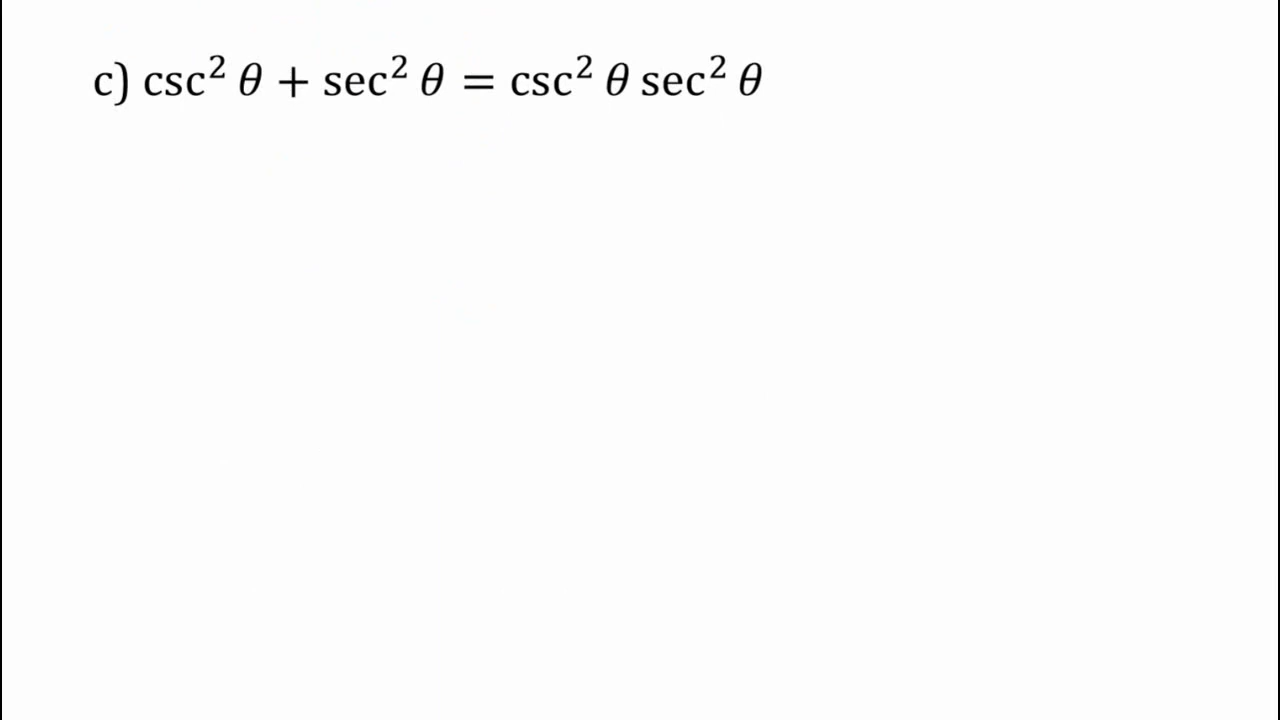 c) csc² θ + sec² θ = csc² θ sec² θ